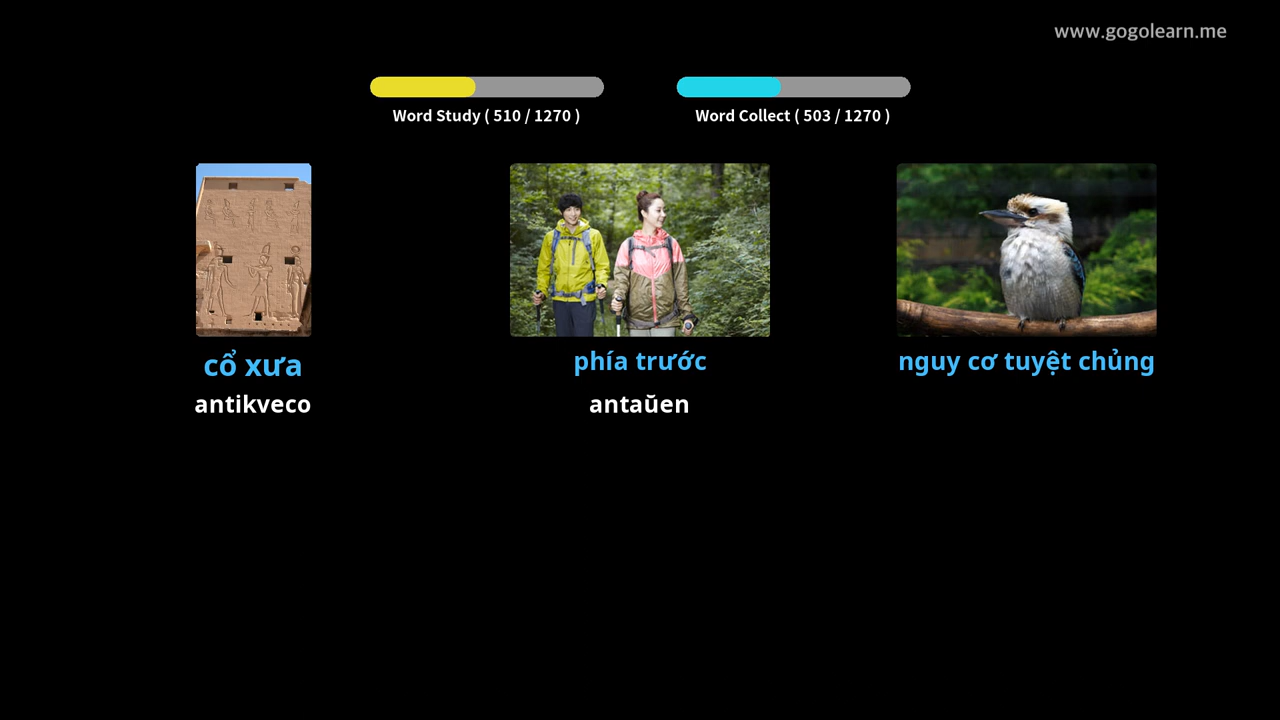 www.gogolearn.me
Word Study ( 510 / 1270 )
Word Collect ( 503 / 1270 )
cổ xưa
phía trước
nguy cơ tuyệt chủng
antikveco
antaŭen